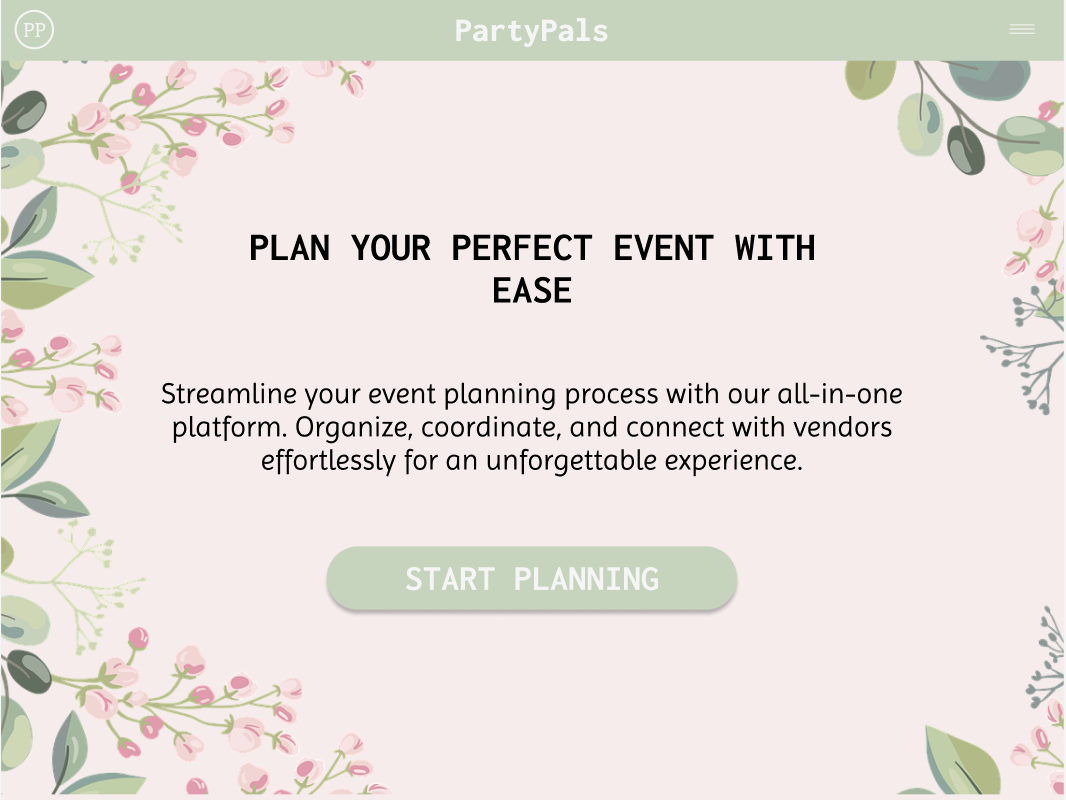 PP
PartyPals
PLAN YOUR PERFECT EVENT WITH
EASE
Streamline your event planning process with our all-in-one
platform. Organize, coordinate, and connect with vendors
effortlessly for an unforgettable experience.
START PLANNING